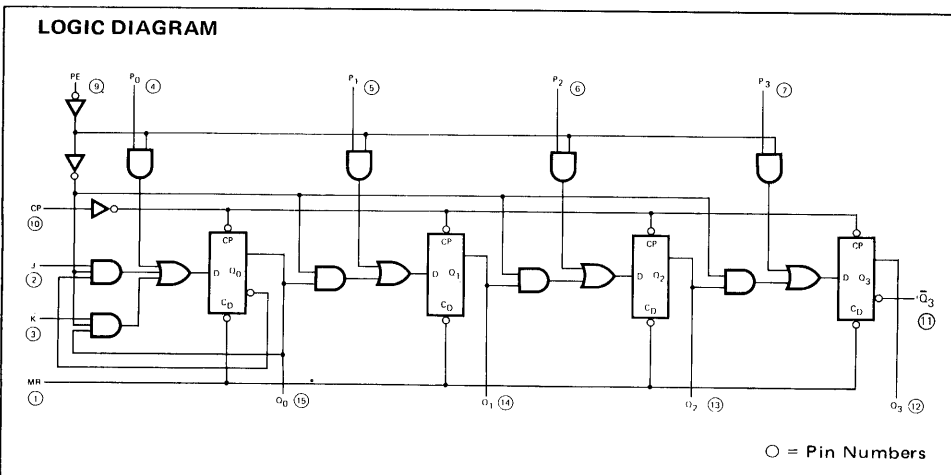 LOGIC DIAGRAM
PE 9 P0 4 P1 5 P2 6 P3 7
CP
10
CP CP CP CP
J
2
D Q0 D Q1 D Q2 D Q3
K
3
CD CD CD CD
Q̅3
11
MR
1
Q0 15 Q1 14 Q2 13 Q3 12
O = Pin Numbers